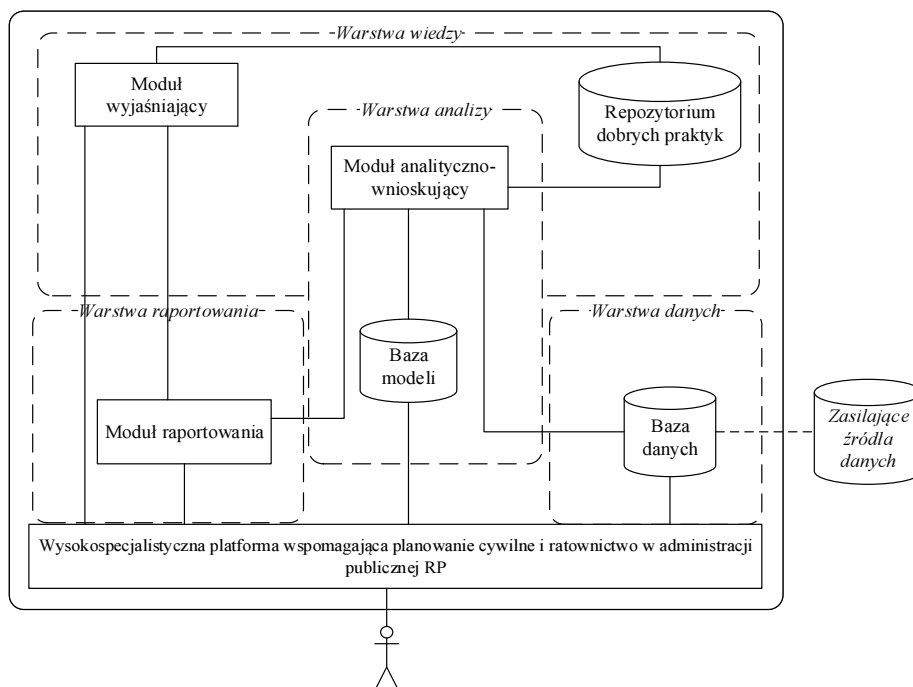 Warstwa wiedzy
Moduł
wyjaśniający
Repozytorium
dobrych praktyk
Warstwa analizy
Moduł analityczno-
wnioskujący
Warstwa raportowania
Warstwa danych
Baza
modeli
Moduł raportowania
Baza
danych
Zasilające
źródła
danych
Wysokospecjalistyczna platforma wspomagająca planowanie cywilne i ratownictwo w administracji
publicznej RP